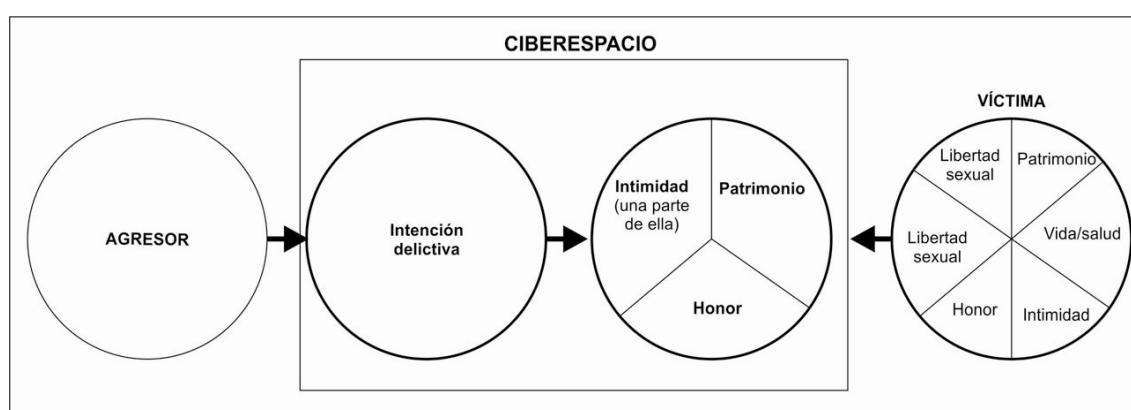 CIBERESPACIO
AGRESOR
Intención
delictiva
Intimidad
(una parte
de ella)
Patrimonio
Honor
VÍCTIMA
Libertad
sexual
Patrimonio
Libertad
sexual
Vida/salud
Honor
Intimidad